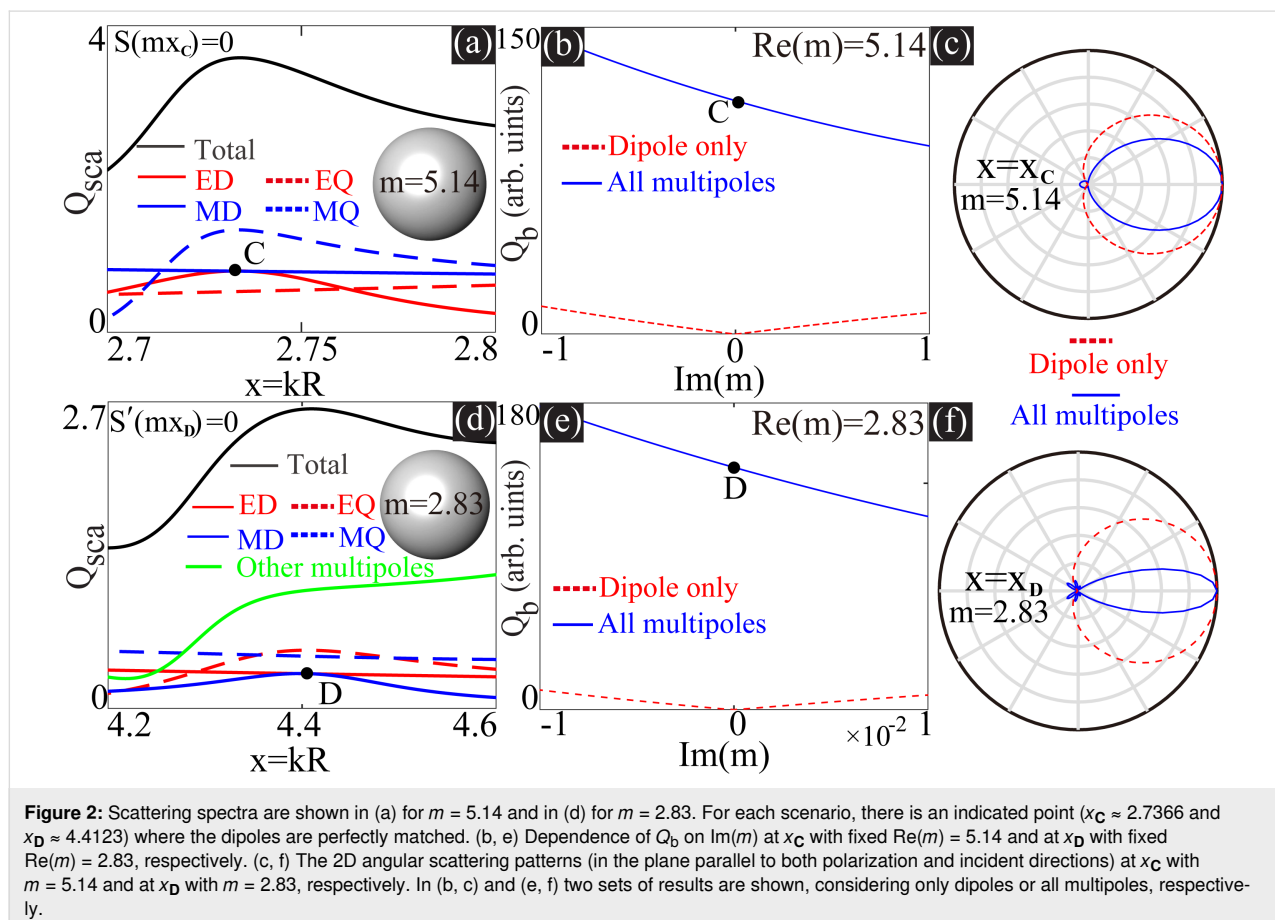 4
S(mx_C)=0
(a)
Total
ED
EQ
MD
MQ
m=5.14
C
Q_sca
0
2.7
2.75
2.8
x=kR
150
(b)
Re(m)=5.14
Q_b (arb. uints)
C
Dipole only
All multipoles
0
-1
0
1
Im(m)
(c)
x=x_C
m=5.14
Dipole only
All multipoles
2.7
S′(mx_D)=0
(d)
Total
ED
EQ
MD
MQ
Other multipoles
m=2.83
D
Q_sca
0
4.2
4.4
4.6
x=kR
180
(e)
Re(m)=2.83
Q_b (arb. uints)
D
Dipole only
All multipoles
0
-1
0
1
×10⁻²
Im(m)
(f)
x=x_D
m=2.83
Figure 2: Scattering spectra are shown in (a) for m = 5.14 and in (d) for m = 2.83. For each scenario, there is an indicated point (x_C ≈ 2.7366 and
x_D ≈ 4.4123) where the dipoles are perfectly matched. (b, e) Dependence of Q_b on Im(m) at x_C with fixed Re(m) = 5.14 and at x_D with fixed
Re(m) = 2.83, respectively. (c, f) The 2D angular scattering patterns (in the plane parallel to both polarization and incident directions) at x_C with
m = 5.14 and at x_D with m = 2.83, respectively. In (b, c) and (e, f) two sets of results are shown, considering only dipoles or all multipoles, respective-
ly.